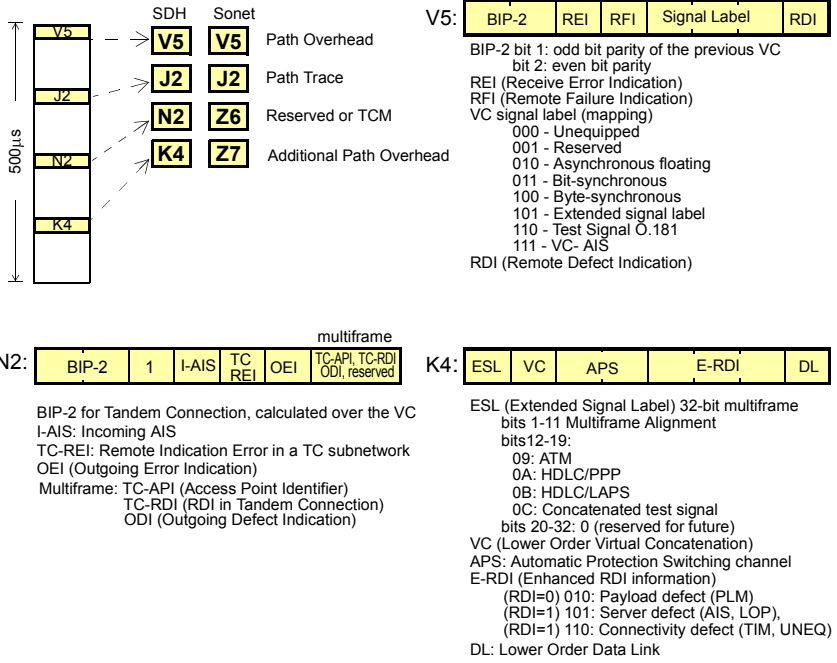 SDH Sonet
V5
J2
N2
K4
500µs
V5 V5 Path Overhead
J2 J2 Path Trace
N2 Z6 Reserved or TCM
K4 Z7 Additional Path Overhead
V5: BIP-2 REI RFI Signal Label RDI
BIP-2 bit 1: odd bit parity of the previous VC
bit 2: even bit parity
REI (Receive Error Indication)
RFI (Remote Failure Indication)
VC signal label (mapping)
000 - Unequipped
001 - Reserved
010 - Asynchronous floating
011 - Bit-synchronous
100 - Byte-synchronous
101 - Extended signal label
110 - Test Signal O.181
111 - VC- AIS
RDI (Remote Defect Indication)
multiframe
N2: BIP-2 1 I-AIS TC REI OEI TC-API, TC-RDI ODI, reserved
BIP-2 for Tandem Connection, calculated over the VC
I-AIS: Incoming AIS
TC-REI: Remote Indication Error in a TC subnetwork
OEI (Outgoing Error Indication)
Multiframe: TC-API (Access Point Identifier)
TC-RDI (RDI in Tandem Connection)
ODI (Outgoing Defect Indication)
K4: ESL VC APS E-RDI DL
ESL (Extended Signal Label) 32-bit multiframe
bits 1-11 Multiframe Alignment
bits12-19:
09: ATM
0A: HDLC/PPP
0B: HDLC/LAPS
0C: Concatenated test signal
bits 20-32: 0 (reserved for future)
VC (Lower Order Virtual Concatenation)
APS: Automatic Protection Switching channel
E-RDI (Enhanced RDI information)
(RDI=0) 010: Payload defect (PLM)
(RDI=1) 101: Server defect (AIS, LOP),
(RDI=1) 110: Connectivity defect (TIM, UNEQ)
DL: Lower Order Data Link